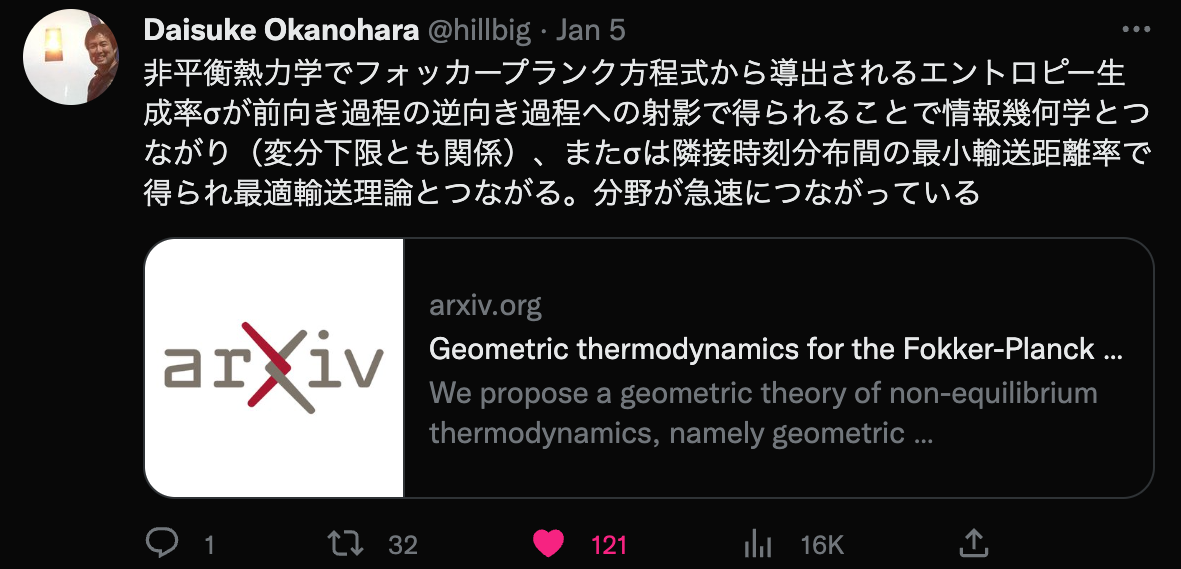 Daisuke Okanohara @hillbig · Jan 5
非平衡熱力学でフォッカープランク方程式から導出されるエントロピー生
成率σが前向き過程の逆向き過程への射影で得られることで情報幾何学とつ
ながり（変分下限とも関係）、またσは隣接時刻分布間の最小輸送距離率で
得られ最適輸送理論とつながる。分野が急速につながっている
arXiv
arxiv.org
Geometric thermodynamics for the Fokker-Planck ...
We propose a geometric theory of non-equilibrium
thermodynamics, namely geometric ...
1 32 121 16K